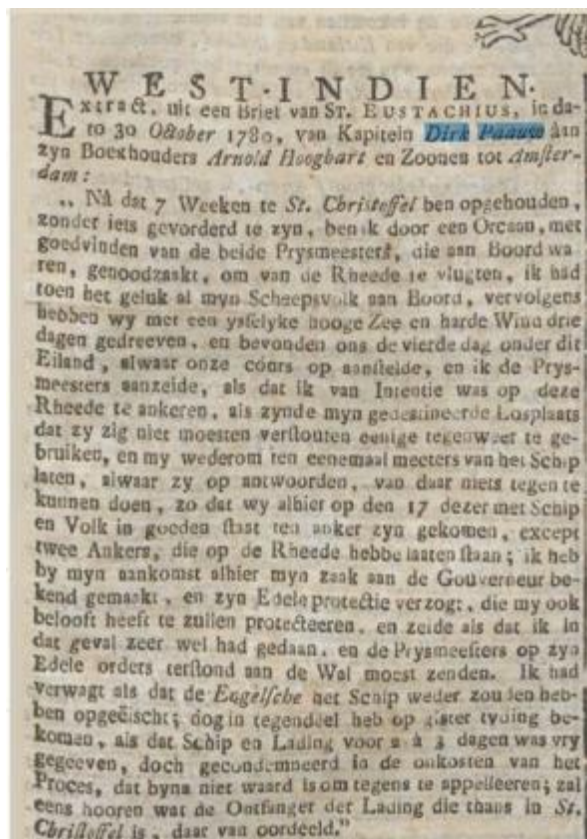 WEST-INDIEN.
Extract, uit een Brief van ST. EUSTACHIUS, in da-
to 30 October 1780, van Kapitein Dirk Paauw aan
zyn Boekhouders Arnold Hoogbart en Zoonen tot Amster-
dam:
„ Nà dat 7 Weeken te St. Christoffel ben opgehouden,
zonder iets gevorderd te zyn, ben ik door een Orcaan, met
goedvinden van de beide Prysmeesters, die aan Boord wa
ren, genoodzaakt, om van de Rheede te vlugten, ik had
toen het geluk al myn Scheepsvolk aan Boord, vervolgens
hebben wy met een ysselyke hooge Zee en harde Wind drie
dagen gedreeven, en bevonden ons de vierde dag onder dit
Eiland, alwaar onze cours op aanstelde, en ik de Prys-
meesters aanzeide, als dat ik van Intentie was op deze
Rheede te ankeren, als zynde myn gedestineerde Losplaats
dat zy zig niet moesten verstouten eenige tegenweer te ge-
bruiken, en my wederom ten eenemaal meeters van het Schip
laten, alwaar zy op antwoorden, van daar niets tegen te
kunnen doen, zo dat wy alhier op den 17 dezer met Schip
en Volk in goeden staat ten anker zyn gekomen, except
twee Ankers, die op de Rheede hebbe laaten staan; ik heb
by myn aankomst alhier myn zaak aan de Gouverneur be-
kend gemaakt, en zyn Edele protectie verzogt, die my ook
belooft heeft te zullen protecteeren, en zeide als dat ik in
dat geval zeer wel had gedaan, en de Prysmeesters op zyn
Edele orders terstond aan de Wal moest zenden. Ik had
verwagt als dat de Engelsche het Schip weder zouden heb-
ben opgeëischt; dog in tegendeel heb op gister tyding be-
komen, als dat Schip en Lading voor 2 à 3 dagen was vry
gegeeven, doch gecondemneerd in de onkosten van het
Proces, dat byna niet waard is om tegens te appelleeren; zal
eens hooren wat de Ontfanger der Lading die thans in St.
Christoffel is, daar van oordeeld.”